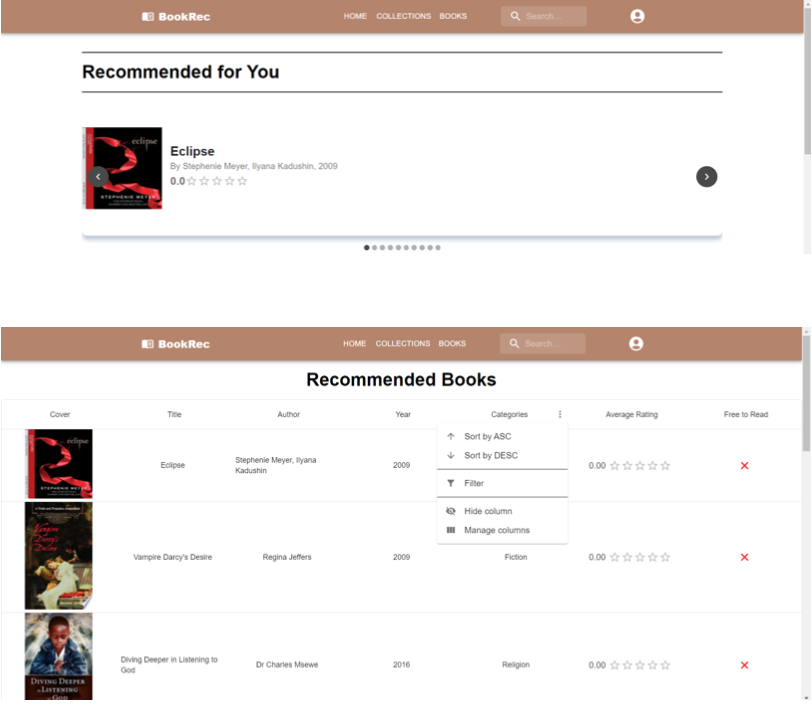 BookRec
HOME COLLECTIONS BOOKS
Search...
Recommended for You
eclipse
STEPHENIE MEYER
Eclipse
By Stephenie Meyer, Ilyana Kadushin, 2009
0.0
BookRec
HOME COLLECTIONS BOOKS
Search...
Recommended Books
Cover Title Author Year Categories Average Rating Free to Read
Sort by ASC
Sort by DESC
Filter
Hide column
Manage columns
eclipse
STEPHENIE MEYER
Eclipse
Stephenie Meyer, Ilyana
Kadushin
2009
0.00
Vampire
Darcy's
Desire
Vampire Darcy's Desire
Regina Jeffers
2009
Fiction
0.00
DIVING DEEPER
LISTENING
GOD
Diving Deeper in Listening to
God
Dr Charles Msewe
2016
Religion
0.00